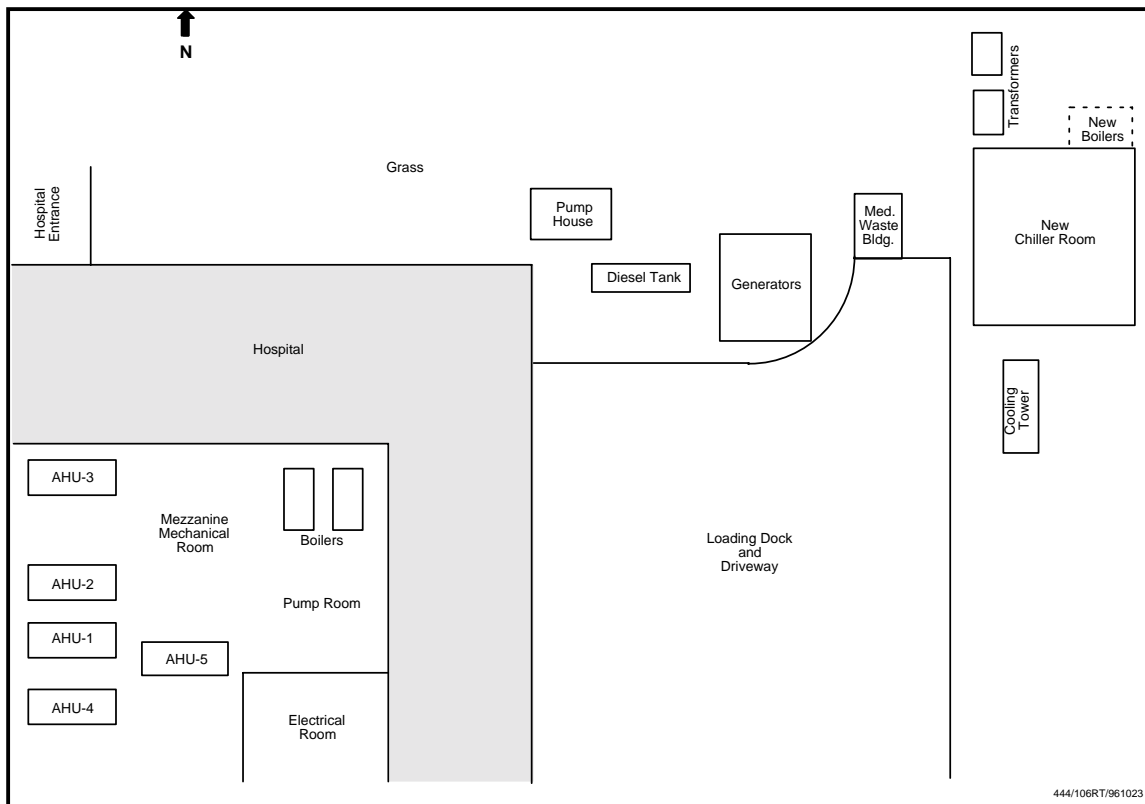 N
Transformers
New
Boilers
Grass
Hospital
Entrance
Pump
House
Med.
Waste
Bldg.
New
Chiller Room
Diesel Tank
Generators
Hospital
Cooling
Tower
AHU-3
Mezzanine
Mechanical
Room
Boilers
Loading Dock
and
Driveway
AHU-2
Pump Room
AHU-1
AHU-5
AHU-4
Electrical
Room
444/106RT/961023